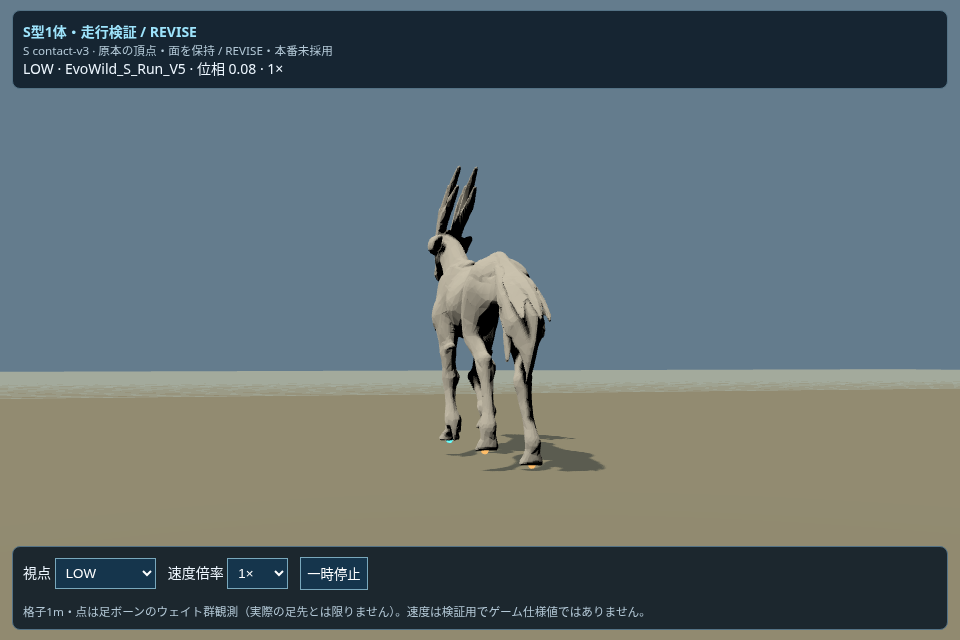 S型1体・走行検証 / REVISE
S contact-v3 · 原本の頂点・面を保持 / REVISE・本番未採用
LOW · EvoWild_S_Run_V5 · 位相 0.08 · 1×
視点 LOW 速度倍率 1× 一時停止
格子1m・点は足ボーンのウェイト群観測（実際の足先とは限りません）。速度は検証用でゲーム仕様値ではありません。